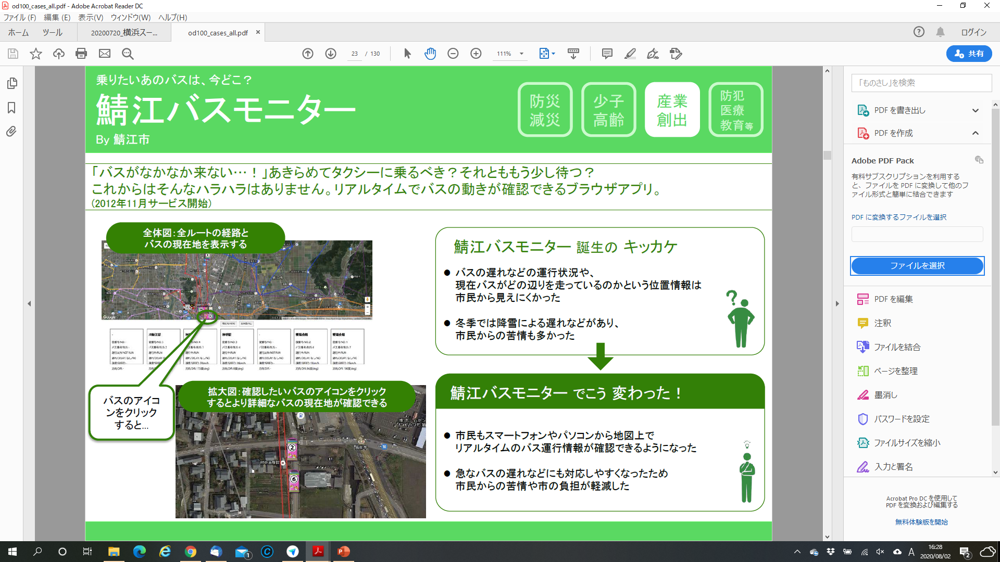 od100_cases_all.pdf - Adobe Acrobat Reader DC
ファイル (F) 編集 (E) 表示(V) ウィンドウ(W) ヘルプ(H)
ホーム ツール 20200720_横浜スー... od100_cases_all.pdf × ログイン
23 / 130 111% 共有
乗りたいあのバスは、今どこ？
鯖江バスモニター
By 鯖江市
防災
減災
少子
高齢
産業
創出
防犯
医療
教育等
「バスがなかなか来ない…！」あきらめてタクシーに乗るべき？それとももう少し待つ？
これからはそんなハラハラはありません。リアルタイムでバスの動きが確認できるブラウザアプリ。
(2012年11月サービス開始)
全体図：全ルートの経路と
バスの現在地を表示する
鯖江市
Google
JR鯖江駅
神明駅
バスのアイコ
ンをクリック
すると...
拡大図：確認したいバスのアイコンをクリック
するとより詳細なバスの現在地が確認できる
(株)ホームセン
長泉寺
村中治療院
2
6
鯖江バスモニター 誕生の キッカケ
● バスの遅れなどの運行状況や、
現在バスがどの辺りを走っているのかという位置情報は
市民から見えにくかった
● 冬季では降雪による遅れなどがあり、
市民からの苦情も多かった
?
鯖江バスモニター でこう 変わった！
● 市民もスマートフォンやパソコンから地図上で
リアルタイムのバス運行情報が確認できるようになった
● 急なバスの遅れなどにも対応しやすくなったため
市民からの苦情や市の負担が軽減した
「ものさし」を検索
PDF を書き出し
PDF を作成
Adobe PDF Pack
有料サブスクリプションを利用する
と、ファイルを PDF に変換して他のフ
ァイル形式と簡単に結合できます
PDF に変換するファイルを選択
ファイルを選択
PDF を編集
注釈
ファイルを結合
ページを整理
墨消し
パスワードを設定
ファイルサイズを縮小
入力と署名
Acrobat Pro DC を使用して
PDF を変換および編集する
無料体験版を開始
A
16:28
2020/08/02